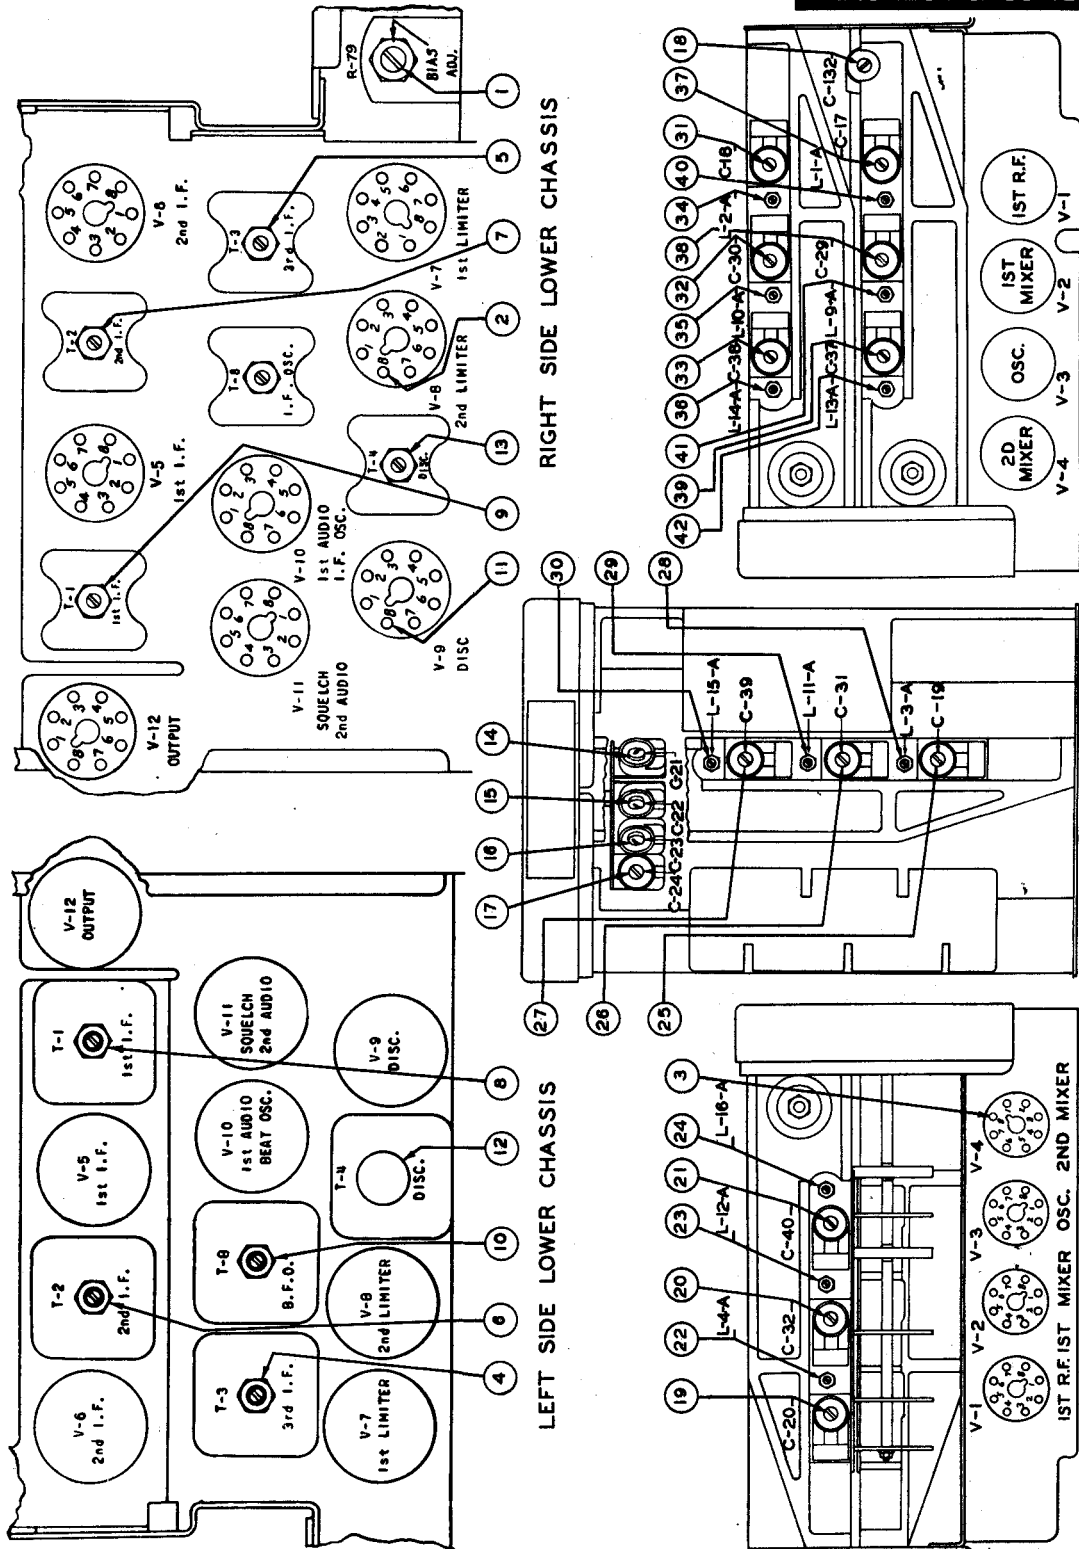 LEFT SIDE LOWER CHASSIS
V-6
2nd I.F.
T-2
2nd I.F.
V-5
1st I.F.
T-1
1st I.F.
V-12
OUTPUT
T-3
3rd I.F.
T-8
B.F.O.
V-10
1st AUDIO
BEAT OSC.
V-11
SQUELCH
2nd AUDIO
V-7
1st LIMITER
V-8
2nd LIMITER
T-4
DISC.
V-9
DISC.
4
6
10
12
8
RIGHT SIDE LOWER CHASSIS
V-12
OUTPUT
T-1
1st I.F.
V-5
1st I.F.
T-2
2nd I.F.
V-6
2nd I.F.
V-11
SQUELCH
2nd AUDIO
V-10
1st AUDIO
I.F. OSC.
T-8
I.F. OSC.
T-3
3rd I.F.
V-9
DISC
T-4
DISC.
V-8
2nd LIMITER
V-7
1st LIMITER
R-79
BIAS
ADJ.
11
9
13
2
7
5
1
19
22
20
23
21
24
3
C-20
L-4-A
C-32
L-12-A
C-40
L-16-A
V-1
V-2
V-3
V-4
1ST R.F.
1ST MIXER
OSC.
2ND MIXER
17
16
15
14
C-24
C-23
C-22
C-21
30
29
28
L-15-A
C-39
L-11-A
C-31
L-3-A
C-19
27
26
25
42
39
41
36
33
35
32
38
34
40
31
37
18
L-14-A
C-38
L-10-A
C-30
L-2-A
C-18
L-13-A
C-37
L-9-A
C-29
L-1-A
C-17
C-132
2D
MIXER
OSC.
1ST
MIXER
1ST R.F.
V-4
V-3
V-2
V-1